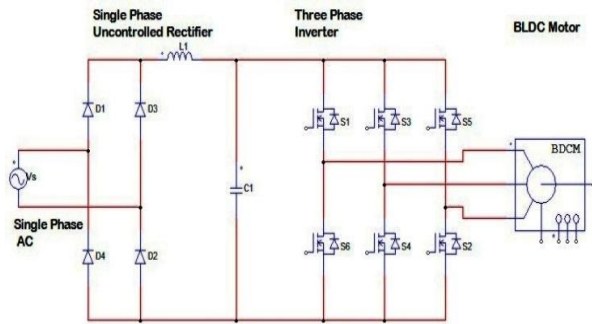 Single Phase
Uncontrolled Rectifier
Three Phase
Inverter
BLDC Motor
L1
D1
D3
S1
S3
S5
BDCM
Vs
C1
Single Phase
AC
D4
D2
S6
S4
S2